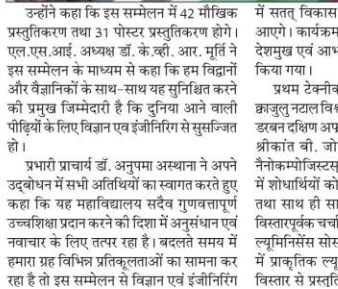 उन्होंने कहा कि इस सम्मेलन में 42 मौखिक
प्रस्तुतिकरण तथा 31 पोस्टर प्रस्तुतिकरण होगे।
एल.एस.आई. अध्यक्ष डॉ. के.व्ही. आर. मूर्ति ने
इस सम्मेलन के माध्यम से कहा कि हम विद्वानों
और वैज्ञानिकों के साथ-साथ यह सुनिश्चित करने
की प्रमुख जिम्मेदारी है कि दुनिया आने वाली
पीढ़ियों के लिए विज्ञान एव इंजीनिरिग से सुसज्जित
हो।
प्रभारी प्राचार्य डॉ. अनुपमा अस्थाना ने अपने
उद्बोधन में सभी अतिथियों का स्वागत करते हुए
कहा कि यह महाविद्यालय सदैव गुणवत्तापूर्ण
उच्चशिक्षा प्रदान करने की दिशा में अनुसंधान एवं
नवाचार के लिए तत्पर रहा है। बदलते समय में
हमारा ग्रह विभिन्न प्रतिकूलताओं का सामना कर
रहा है तो इस सम्मेलन से विज्ञान एवं इंजीनिरिग
में सतत् विकास
आएगे। कार्यक्रम
देशमुख एवं
किया गया।
प्रथम
क्राजुलु नटाल
डरबन दक्षिण
श्रीकांत बी. जो
नैनोकम्पोजिटस्
में शोधार्थियों को
तथा साथ ही सा
विस्तारपूर्वक चर्चा
ल्यूमिनिसेंस
में प्राकृतिक
विस्तार से